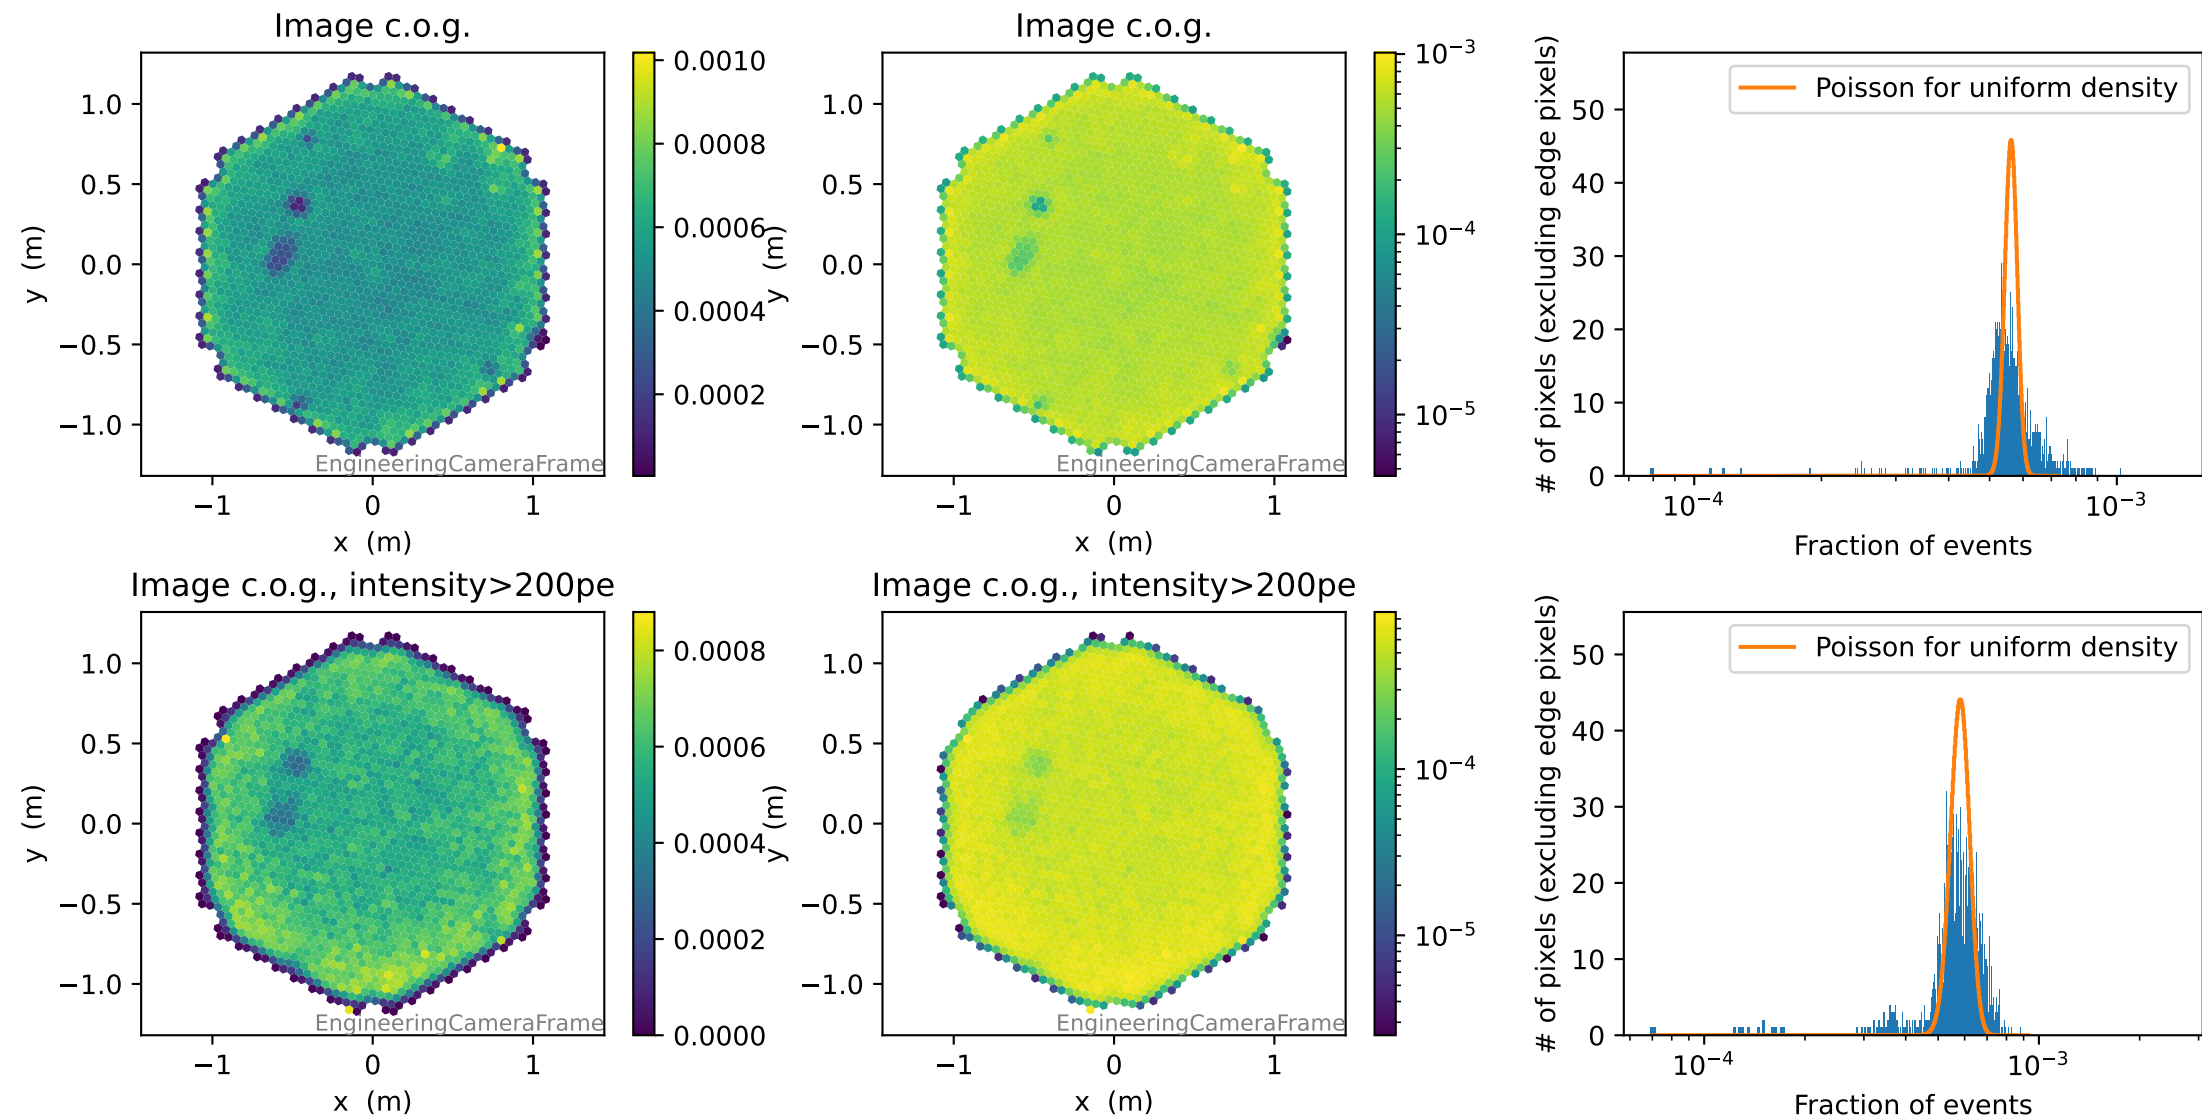 Image c.o.g.
y (m)
1.0
0.5
0.0
−0.5
−1.0
−1 0 1
x (m)
EngineeringCameraFrame
0.0010
0.0008
0.0006
0.0004
0.0002
Image c.o.g.
y (m)
1.0
0.5
0.0
−0.5
−1.0
−1 0 1
x (m)
EngineeringCameraFrame
10⁻³
10⁻⁴
10⁻⁵
# of pixels (excluding edge pixels)
50
40
30
20
10
0
Poisson for uniform density
10⁻⁴ 10⁻³
Fraction of events
Image c.o.g., intensity>200pe
y (m)
1.0
0.5
0.0
−0.5
−1.0
−1 0 1
x (m)
EngineeringCameraFrame
0.0008
0.0006
0.0004
0.0002
0.0000
Image c.o.g., intensity>200pe
y (m)
1.0
0.5
0.0
−0.5
−1.0
−1 0 1
x (m)
EngineeringCameraFrame
10⁻⁴
10⁻⁵
# of pixels (excluding edge pixels)
50
40
30
20
10
0
Poisson for uniform density
10⁻⁴ 10⁻³
Fraction of events